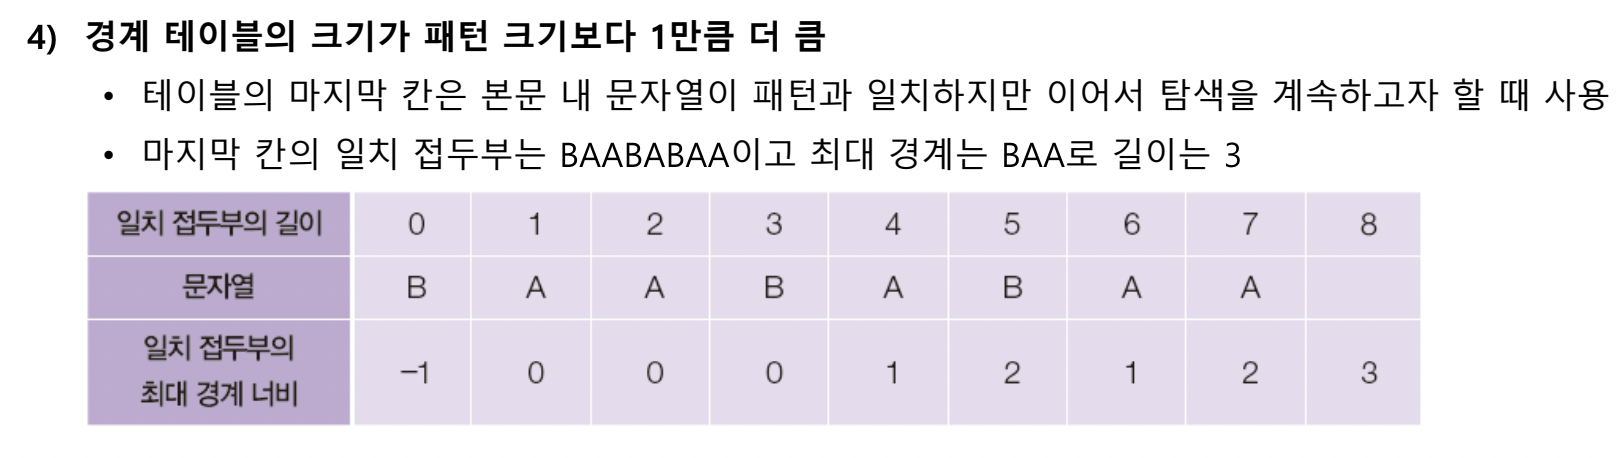 4) 경계 테이블의 크기가 패턴 크기보다 1만큼 더 큼
• 테이블의 마지막 칸은 본문 내 문자열이 패턴과 일치하지만 이어서 탐색을 계속하고자 할 때 사용
• 마지막 칸의 일치 접두부는 BAABABAA이고 최대 경계는 BAA로 길이는 3
일치 접두부의 길이 0 1 2 3 4 5 6 7 8
문자열 B A A B A B A A
일치 접두부의
최대 경계 너비 −1 0 0 0 1 2 1 2 3